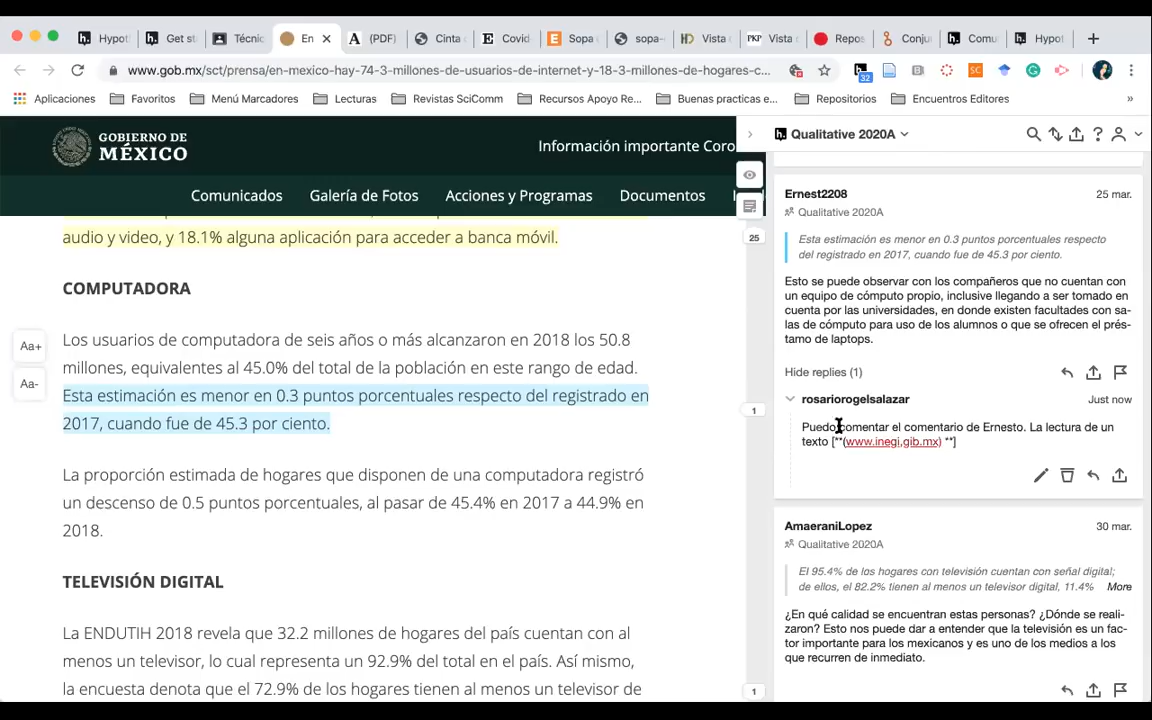 Hypot
Get st
Técnic
En
(PDF)
Cinta
Covid
Sopa
sopa-
Vista
PKP Vista
Repos
Conju
Comu
Hypot
www.gob.mx/sct/prensa/en-mexico-hay-74-3-millones-de-usuarios-de-internet-y-18-3-millones-de-hogares-c...
32
Aplicaciones
Favoritos
Menú Marcadores
Lecturas
Revistas SciComm
Recursos Apoyo Re...
Buenas practicas e...
Repositorios
Encuentros Editores
GOBIERNO DE
MÉXICO
Información importante Coro
Comunicados
Galería de Fotos
Acciones y Programas
Documentos
audio y video, y 18.1% alguna aplicación para acceder a banca móvil.
COMPUTADORA
Los usuarios de computadora de seis años o más alcanzaron en 2018 los 50.8
millones, equivalentes al 45.0% del total de la población en este rango de edad.
Esta estimación es menor en 0.3 puntos porcentuales respecto del registrado en
2017, cuando fue de 45.3 por ciento.
La proporción estimada de hogares que disponen de una computadora registró
un descenso de 0.5 puntos porcentuales, al pasar de 45.4% en 2017 a 44.9% en
2018.
TELEVISIÓN DIGITAL
La ENDUTIH 2018 revela que 32.2 millones de hogares del país cuentan con al
menos un televisor, lo cual representa un 92.9% del total en el país. Así mismo,
la encuesta denota que el 72.9% de los hogares tienen al menos un televisor de
Aa+
Aa-
25
1
1
Qualitative 2020A
Ernest2208
25 mar.
Qualitative 2020A
Esta estimación es menor en 0.3 puntos porcentuales respecto
del registrado en 2017, cuando fue de 45.3 por ciento.
Esto se puede observar con los compañeros que no cuentan con
un equipo de cómputo propio, inclusive llegando a ser tomado en
cuenta por las universidades, en donde existen facultades con sa-
las de cómputo para uso de los alumnos o que se ofrecen el prés-
tamo de laptops.
Hide replies (1)
rosariorogelsalazar
Just now
Puedo comentar el comentario de Ernesto. La lectura de un
texto [**(www.inegi,gib.mx) **]
AmaeraniLopez
30 mar.
Qualitative 2020A
El 95.4% de los hogares con televisión cuentan con señal digital;
de ellos, el 82.2% tienen al menos un televisor digital, 11.4%
More
¿En qué calidad se encuentran estas personas? ¿Dónde se reali-
zaron? Esto nos puede dar a entender que la televisión es un fac-
tor importante para los mexicanos y es uno de los medios a los
que recurren de inmediato.